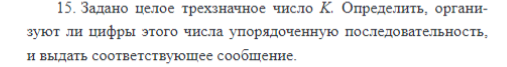 15. Задано целое трехзначное число K. Определить, органи-
зуют ли цифры этого числа упорядоченную последовательность,
и выдать соответствующее сообщение.